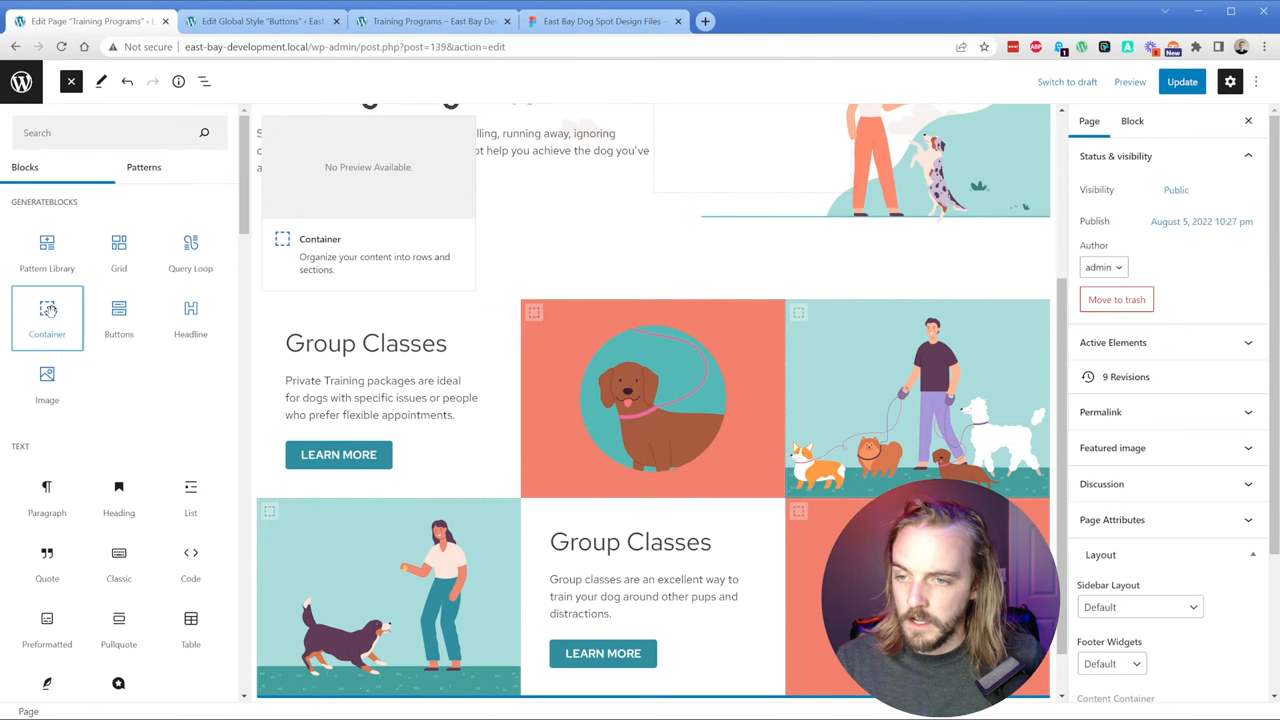 Edit Page "Training Programs" ‹ E
Edit Global Style "Buttons" ‹ East
Training Programs – East Bay Dev
East Bay Dog Spot Design Files –
Not secure
east-bay-development.local/wp-admin/post.php?post=139&action=edit
New
Switch to draft
Preview
Update
Search
Blocks
Patterns
GENERATEBLOCKS
Pattern Library
Grid
Query Loop
Container
Buttons
Headline
Image
TEXT
Paragraph
Heading
List
Quote
Classic
Code
Preformatted
Pullquote
Table
Page
No Preview Available.
Container
Organize your content into rows and
sections.
lling, running away, ignoring
ot help you achieve the dog you've
Group Classes
Private Training packages are ideal
for dogs with specific issues or people
who prefer flexible appointments.
LEARN MORE
Group Classes
Group classes are an excellent way to
train your dog around other pups and
distractions.
LEARN MORE
Page
Block
Status & visibility
Visibility
Public
Publish
August 5, 2022 10:27 pm
Author
admin
Move to trash
Active Elements
9 Revisions
Permalink
Featured image
Discussion
Page Attributes
Layout
Sidebar Layout
Default
Footer Widgets
Default
Content Container